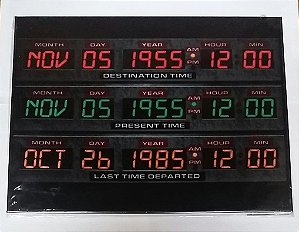 MONTH DAY YEAR HOUR MIN
NOV 05 1955 AM PM 12 00
DESTINATION TIME
MONTH DAY YEAR HOUR MIN
NOV 05 1955 AM PM 12 00
PRESENT TIME
MONTH DAY YEAR HOUR MIN
OCT 26 1985 AM PM 12 00
LAST TIME DEPARTED